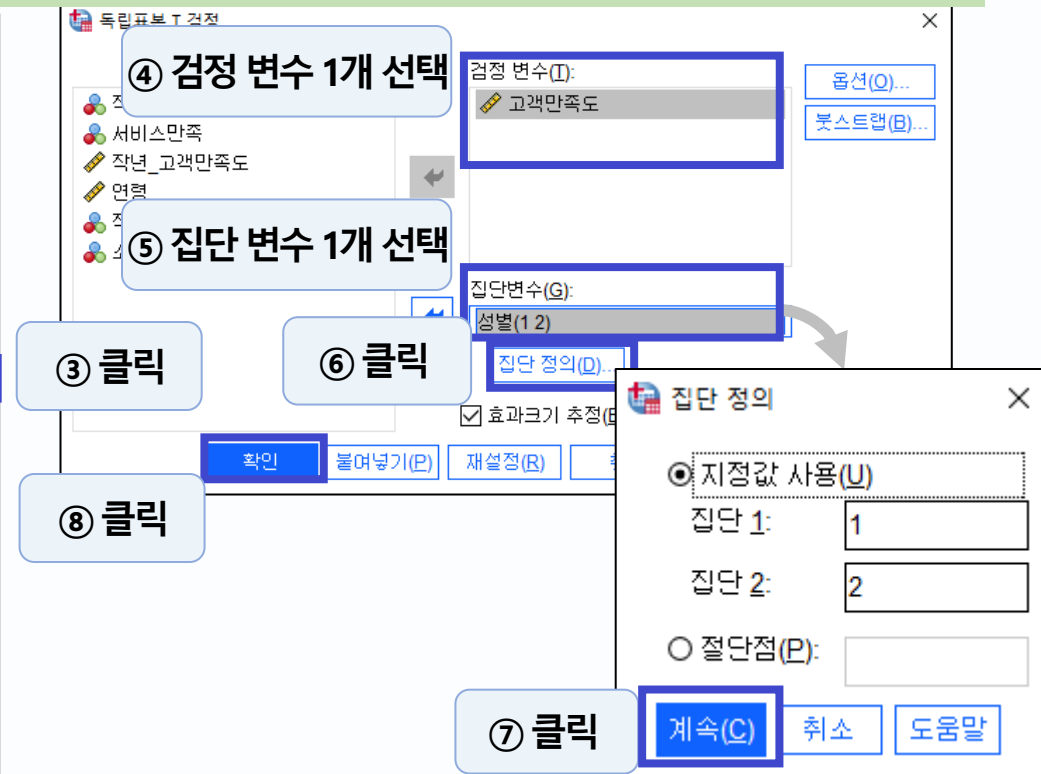 독립표본 T 검정
④ 검정 변수 1개 선택
검정 변수(T):
고객만족도
옵션(O)...
붓스트랩(B)...
서비스만족
작년_고객만족도
연령
⑤ 집단 변수 1개 선택
집단변수(G):
성별(1 2)
③ 클릭
⑥ 클릭
집단 정의(D)...
효과크기 추정(E
확인
붙여넣기(P)
재설정(R)
⑧ 클릭
집단 정의
지정값 사용(U)
집단 1:
1
집단 2:
2
절단점(P):
⑦ 클릭
계속(C)
취소
도움말